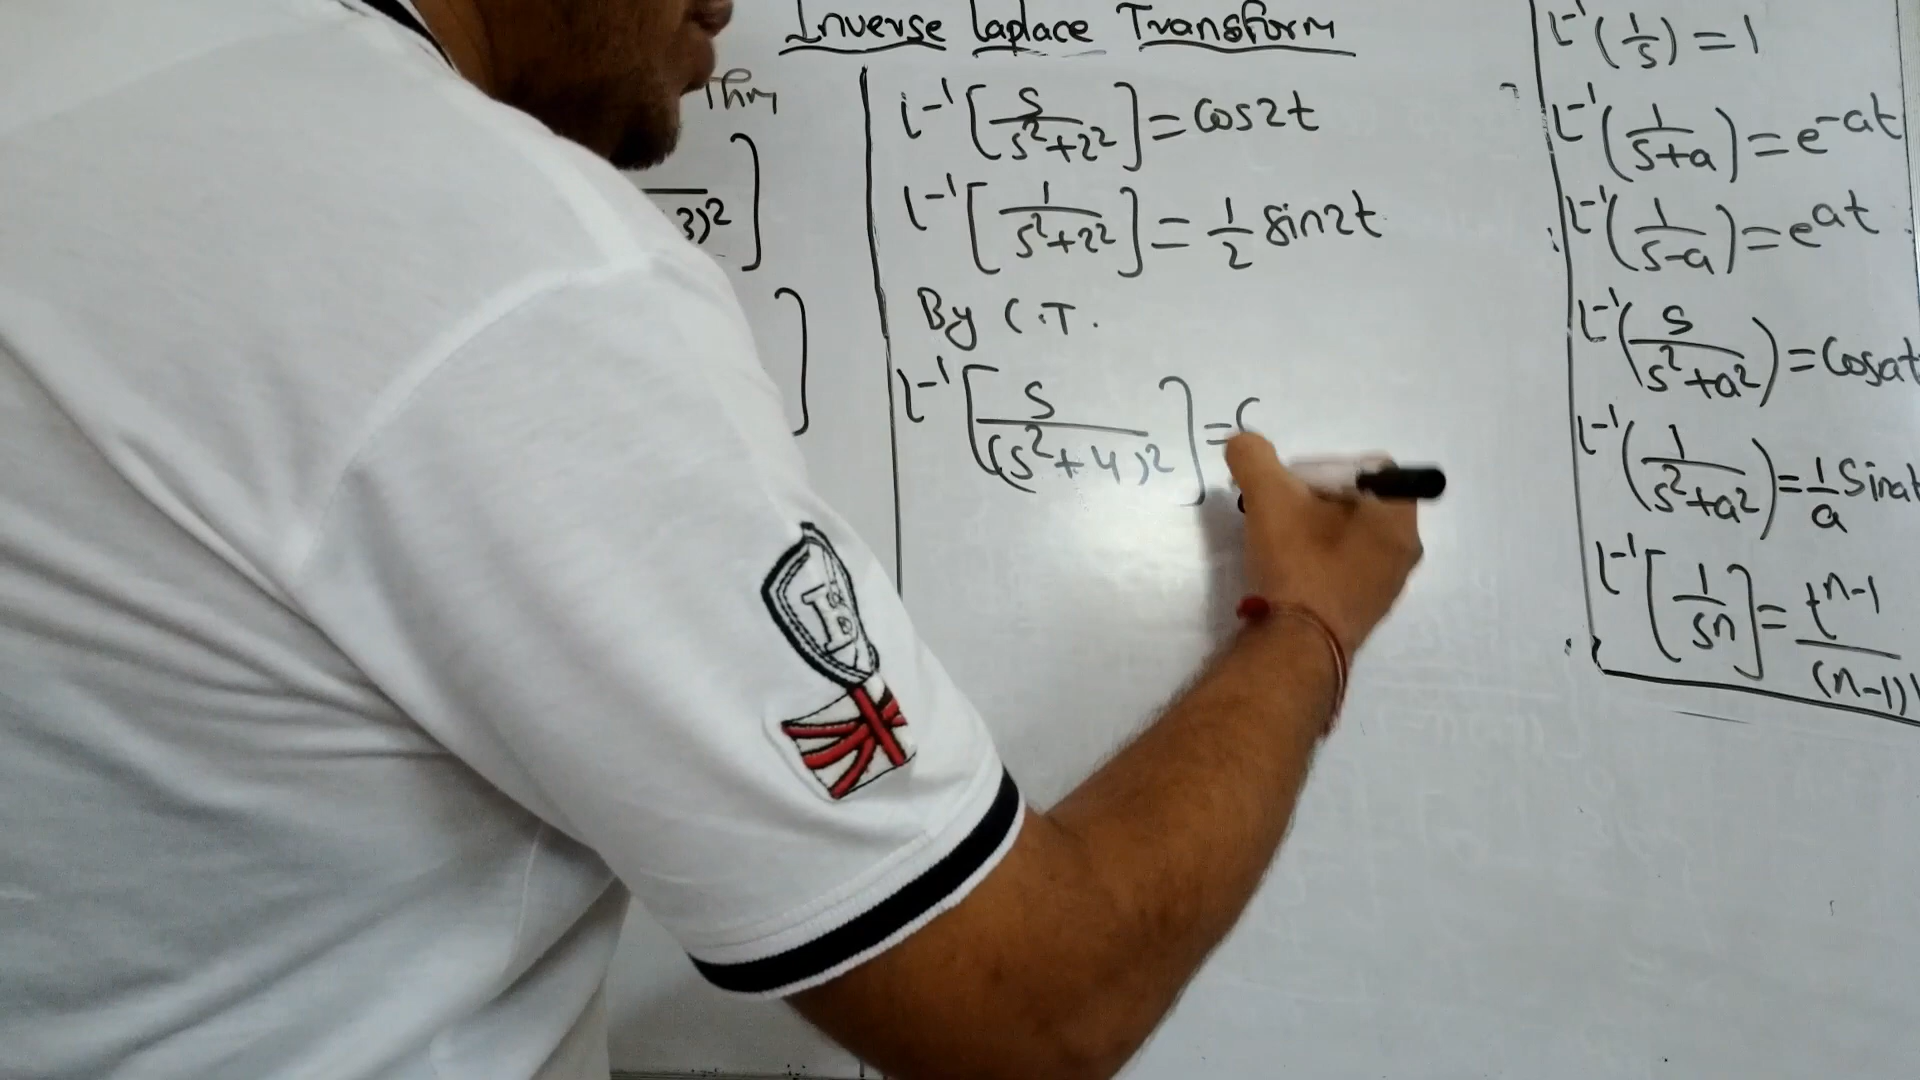 Inverse Laplace Transform
Thm
3)²
L⁻¹[s/(s²+2²)] = cos2t
L⁻¹[1/(s²+2²)] = 1/2 sin2t
By C.T.
L⁻¹[s/(s²+4)²] =
L⁻¹(1/s) = 1
L⁻¹(1/(s+a)) = e^-at
L⁻¹(1/(s-a)) = e^at
L⁻¹(s/(s²+a²)) = Cosat
L⁻¹(1/(s²+a²)) = 1/a Sinat
L⁻¹[1/sⁿ] = t^n-1/(n-1)!